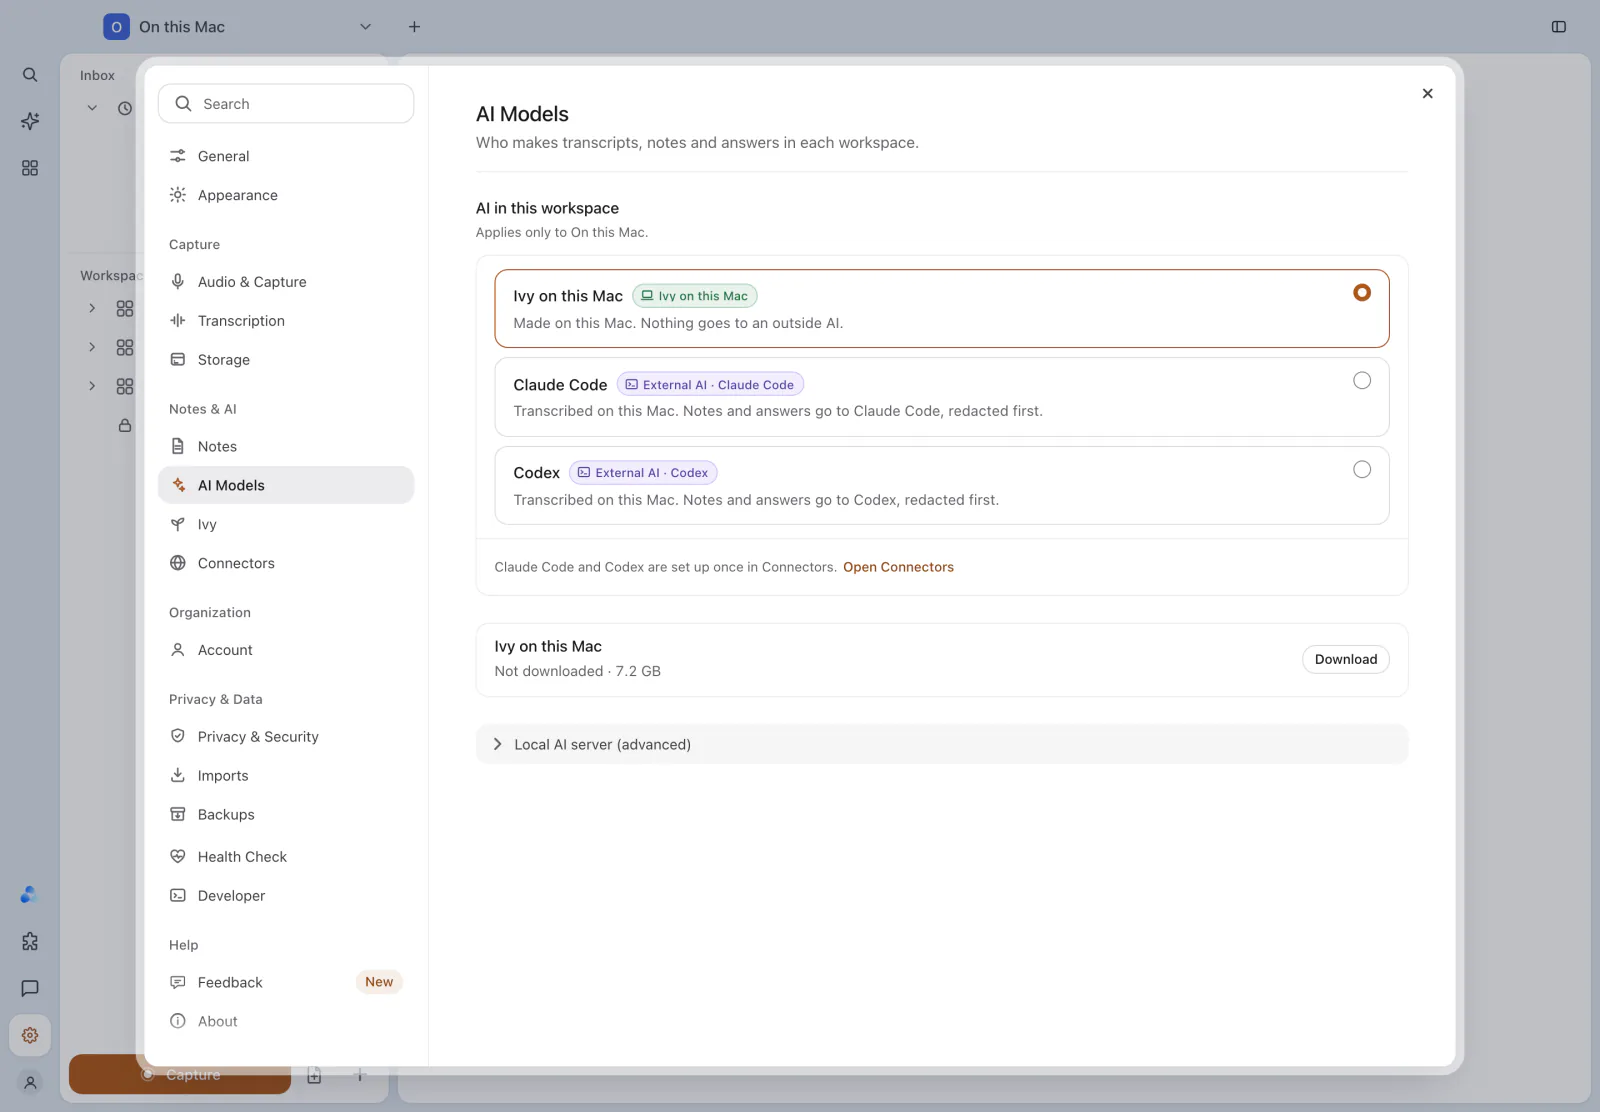 O On this Mac
Inbox
Workspac
Capture
Search
General
Appearance
Capture
Audio & Capture
Transcription
Storage
Notes & AI
Notes
AI Models
Ivy
Connectors
Organization
Account
Privacy & Data
Privacy & Security
Imports
Backups
Health Check
Developer
Help
Feedback New
About
AI Models
Who makes transcripts, notes and answers in each workspace.
AI in this workspace
Applies only to On this Mac.
Ivy on this Mac Ivy on this Mac
Made on this Mac. Nothing goes to an outside AI.
Claude Code External AI · Claude Code
Transcribed on this Mac. Notes and answers go to Claude Code, redacted first.
Codex External AI · Codex
Transcribed on this Mac. Notes and answers go to Codex, redacted first.
Claude Code and Codex are set up once in Connectors. Open Connectors
Ivy on this Mac
Not downloaded · 7.2 GB
Download
Local AI server (advanced)